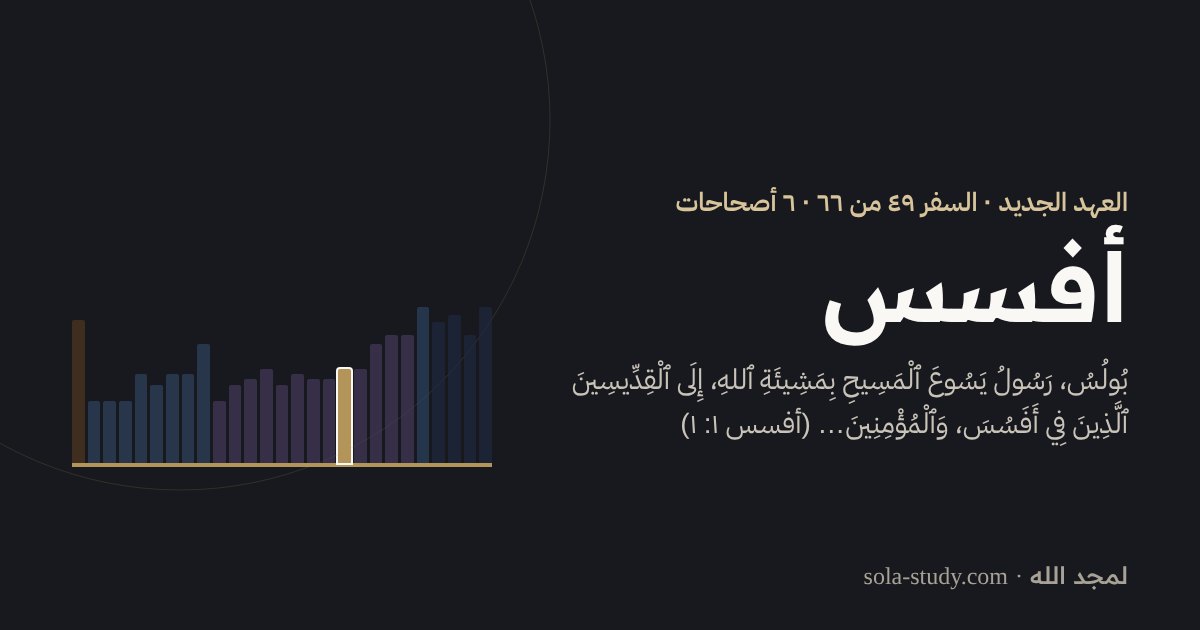 العهد الجديد · السفر ٤٩ من ٦٦ · ٦ أصحاحات
أفسس
بُولُسُ، رَسُولُ يَسُوعَ ٱلْمَسِيحِ بِمَشِيئَةِ ٱللهِ، إِلَى ٱلْقِدِّيسِينَ
ٱلَّذِينَ فِي أَفَسُسَ، وَٱلْمُؤْمِنِينَ… (أفسس ١: ١)
لمجد الله · sola-study.com